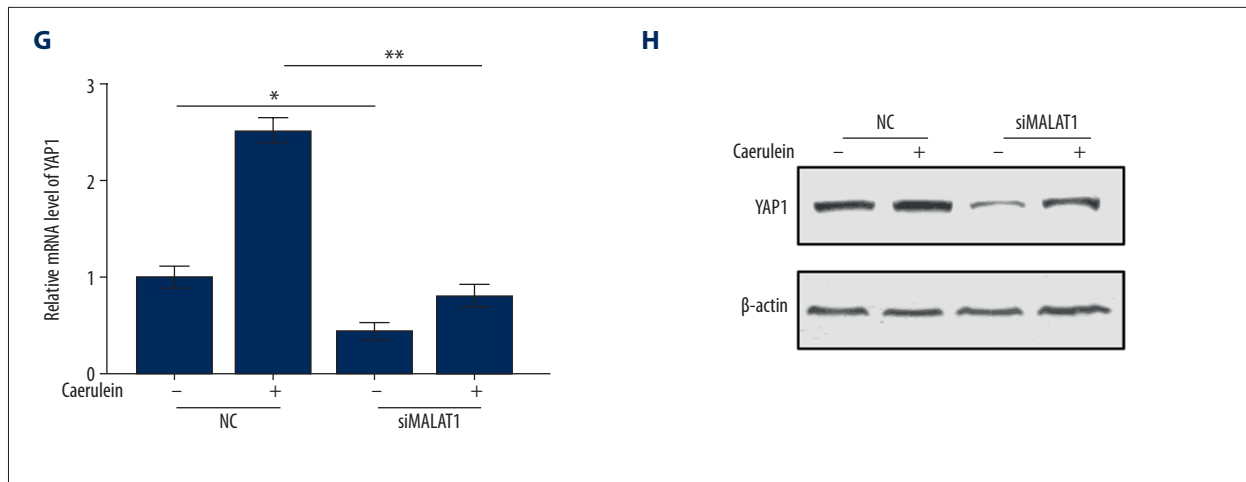 G
**
*
3
2
1
0
Relative mRNA level of YAP1
Caerulein − + − +
NC siMALAT1
H
NC siMALAT1
Caerulein − + − +
YAP1
β-actin